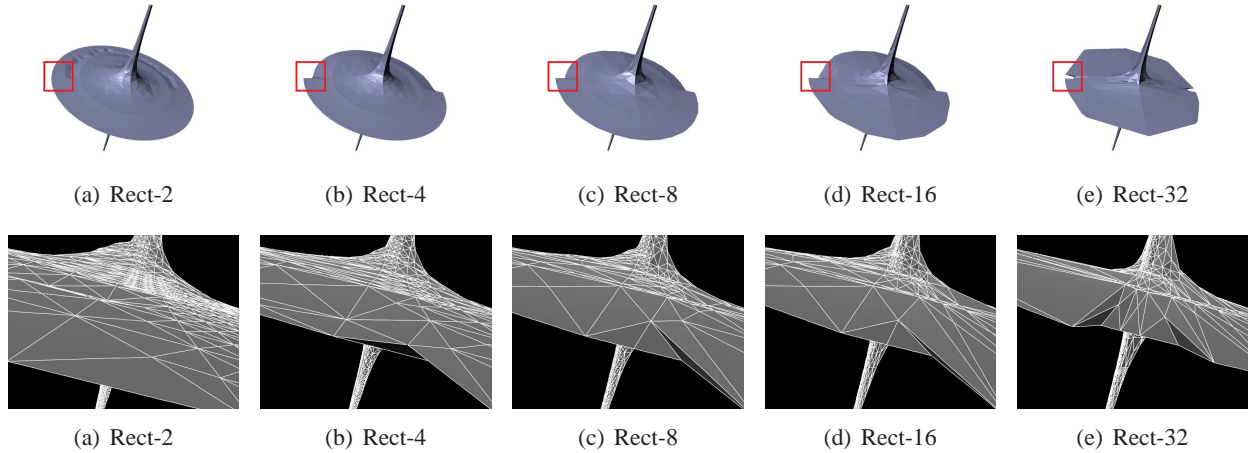 (a) Rect-2
(b) Rect-4
(c) Rect-8
(d) Rect-16
(e) Rect-32
(a) Rect-2
(b) Rect-4
(c) Rect-8
(d) Rect-16
(e) Rect-32